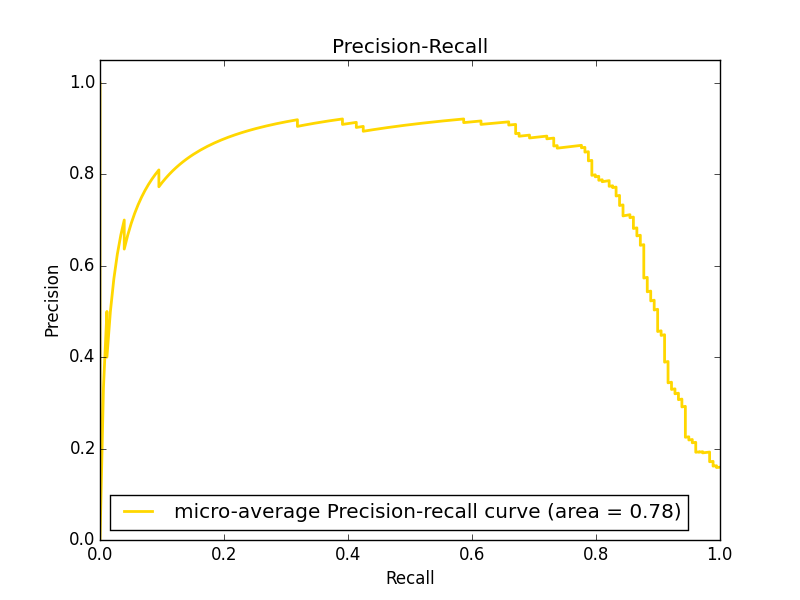 Precision-Recall
1.0
0.8
0.6
0.4
0.2
0.0
Precision
micro-average Precision-recall curve (area = 0.78)
0.0 0.2 0.4 0.6 0.8 1.0
Recall